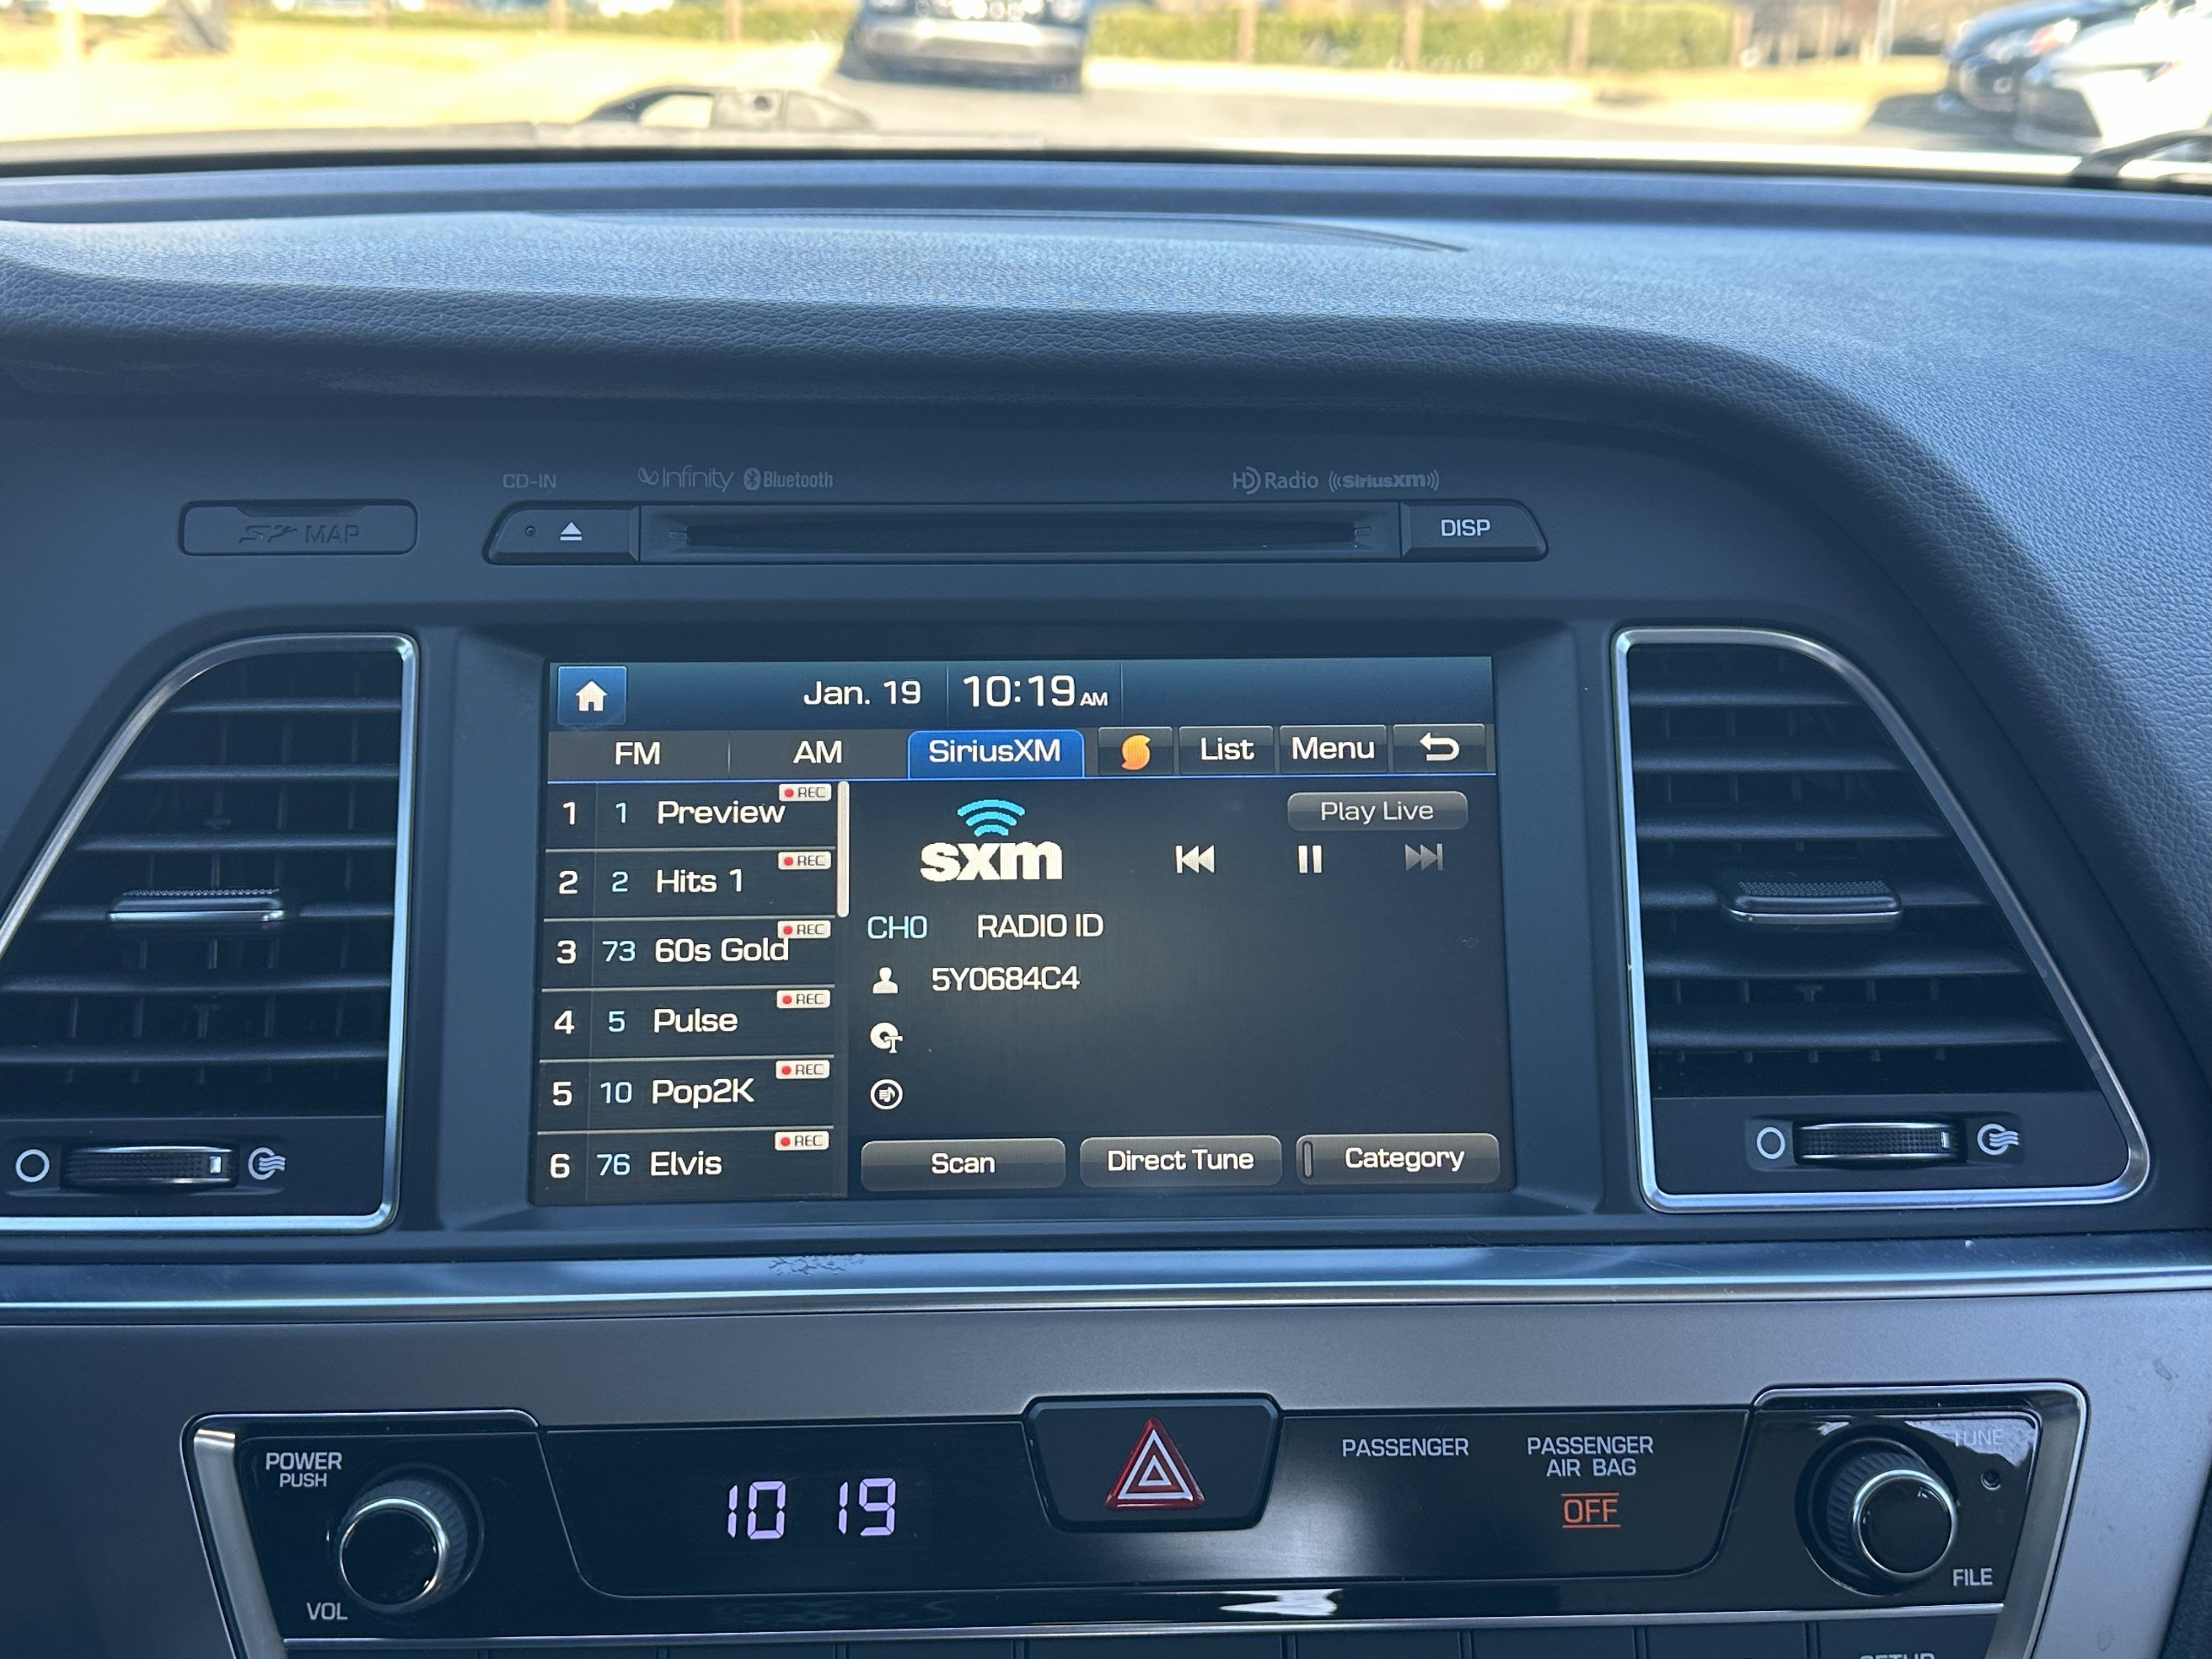 CD-IN
Infinity
Bluetooth
HD Radio
((SiriusXM))
MAP
DISP
Jan. 19
10:19 AM
FM
AM
SiriusXM
List
Menu
1 1 Preview REC
2 2 Hits 1 REC
3 73 60s Gold REC
4 5 Pulse REC
5 10 Pop2K REC
6 76 Elvis REC
sxm
Play Live
CH0 RADIO ID
5Y0684C4
Scan
Direct Tune
Category
POWER
PUSH
VOL
10 19
PASSENGER
PASSENGER
AIR BAG
OFF
TUNE
FILE
SETUP